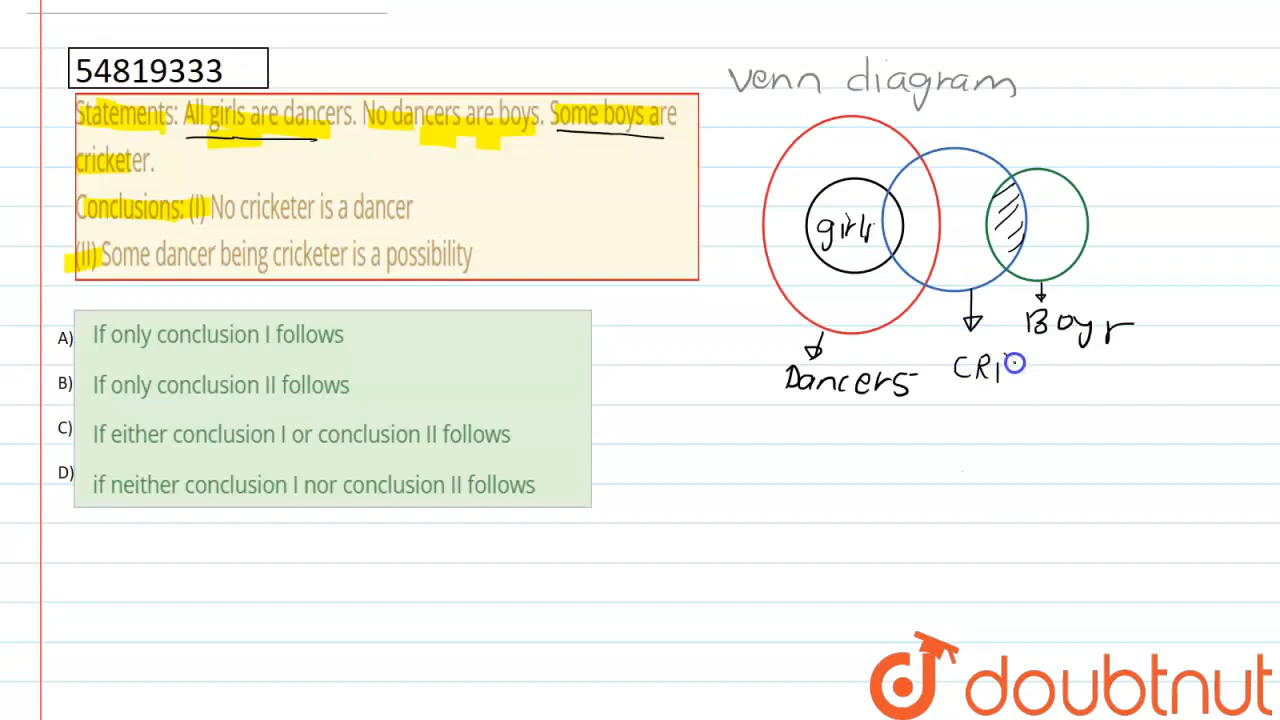 54819333
venn diagram
Statements: All girls are dancers. No dancers are boys. Some boys are
cricketer.
Conclusions: (I) No cricketer is a dancer
(II) Some dancer being cricketer is a possibility
A) If only conclusion I follows
B) If only conclusion II follows
C) If either conclusion I or conclusion II follows
D) if neither conclusion I nor conclusion II follows
girls
Boys
Dancers
CRI
doubtnut